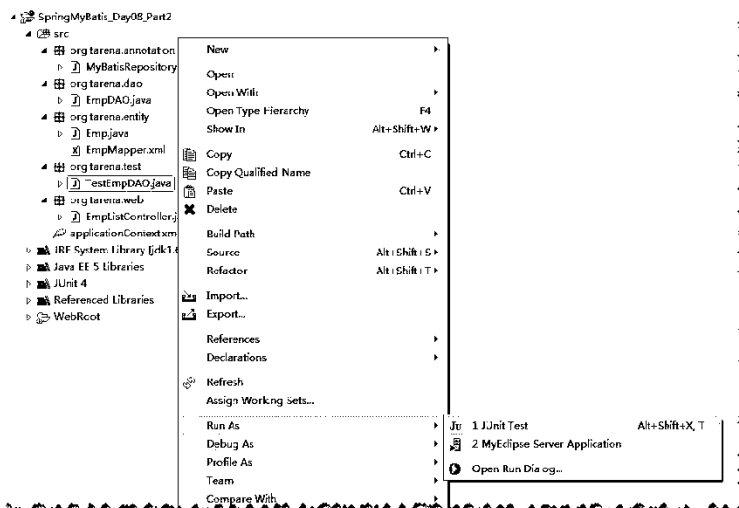 SpringMyBatis_Day08_Part2
src
org.tarena.annotation
MyBatisRepository
org.tarena.dao
EmpDAO.java
org.tarena.entity
Emp.java
EmpMapper.xml
org.tarena.test
TestEmpDAO.java
org.tarena.web
EmpListController.j
applicationContext.xm
JRE System Library [jdk1.6
Java EE 5 Libraries
JUnit 4
Referenced Libraries
WebRoot
New
Open
Open With
Open Type Hierarchy F4
Show In Alt+Shift+W
Copy Ctrl+C
Copy Qualified Name
Paste Ctrl+V
Delete
Build Path
Source Alt+Shift+S
Refactor Alt+Shift+T
Import...
Export...
References
Declarations
Refresh
Assign Working Sets...
Run As
Debug As
Profile As
Team
Compare With
Ju 1 JUnit Test Alt+Shift+X, T
2 MyEclipse Server Application
Open Run Dialog...